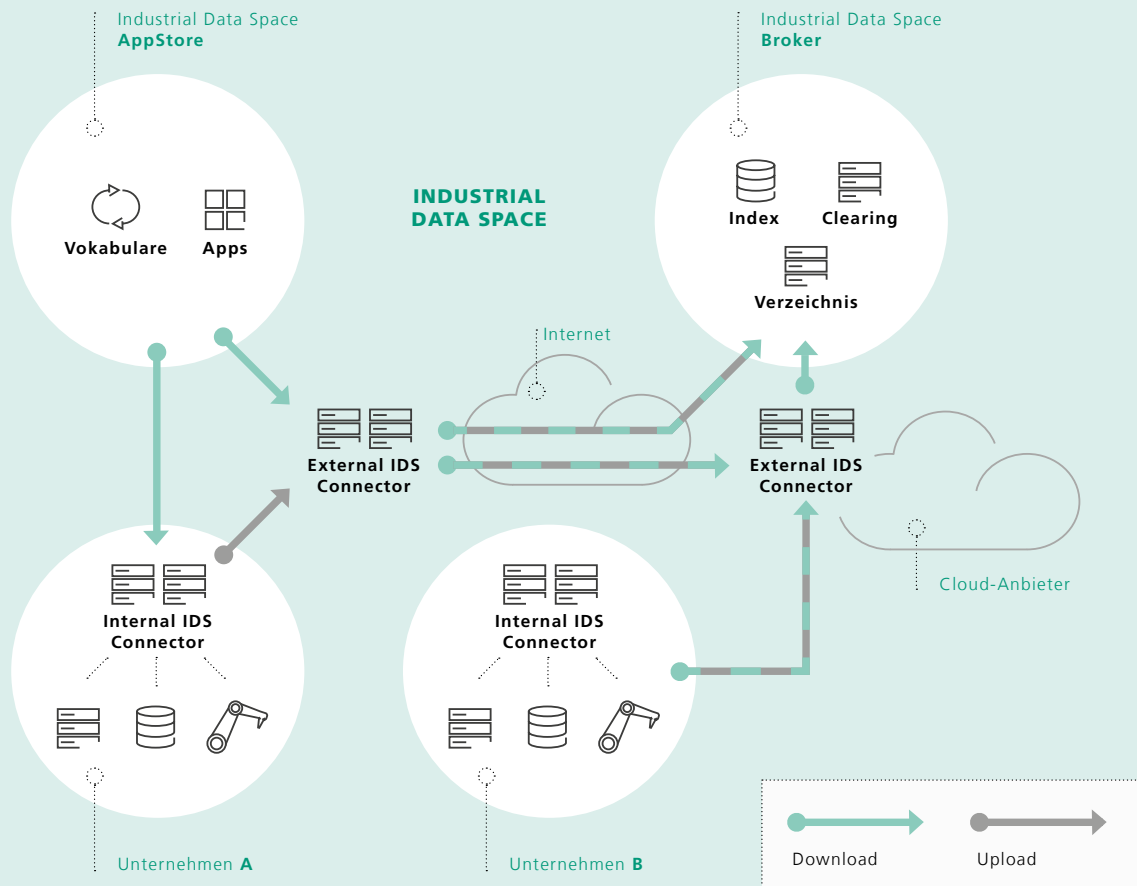 Industrial Data Space
AppStore
Industrial Data Space
Broker
INDUSTRIAL
DATA SPACE
Vokabulare
Apps
Index
Clearing
Verzeichnis
Internet
External IDS
Connector
External IDS
Connector
Cloud-Anbieter
Internal IDS
Connector
Internal IDS
Connector
Unternehmen A
Unternehmen B
Download
Upload